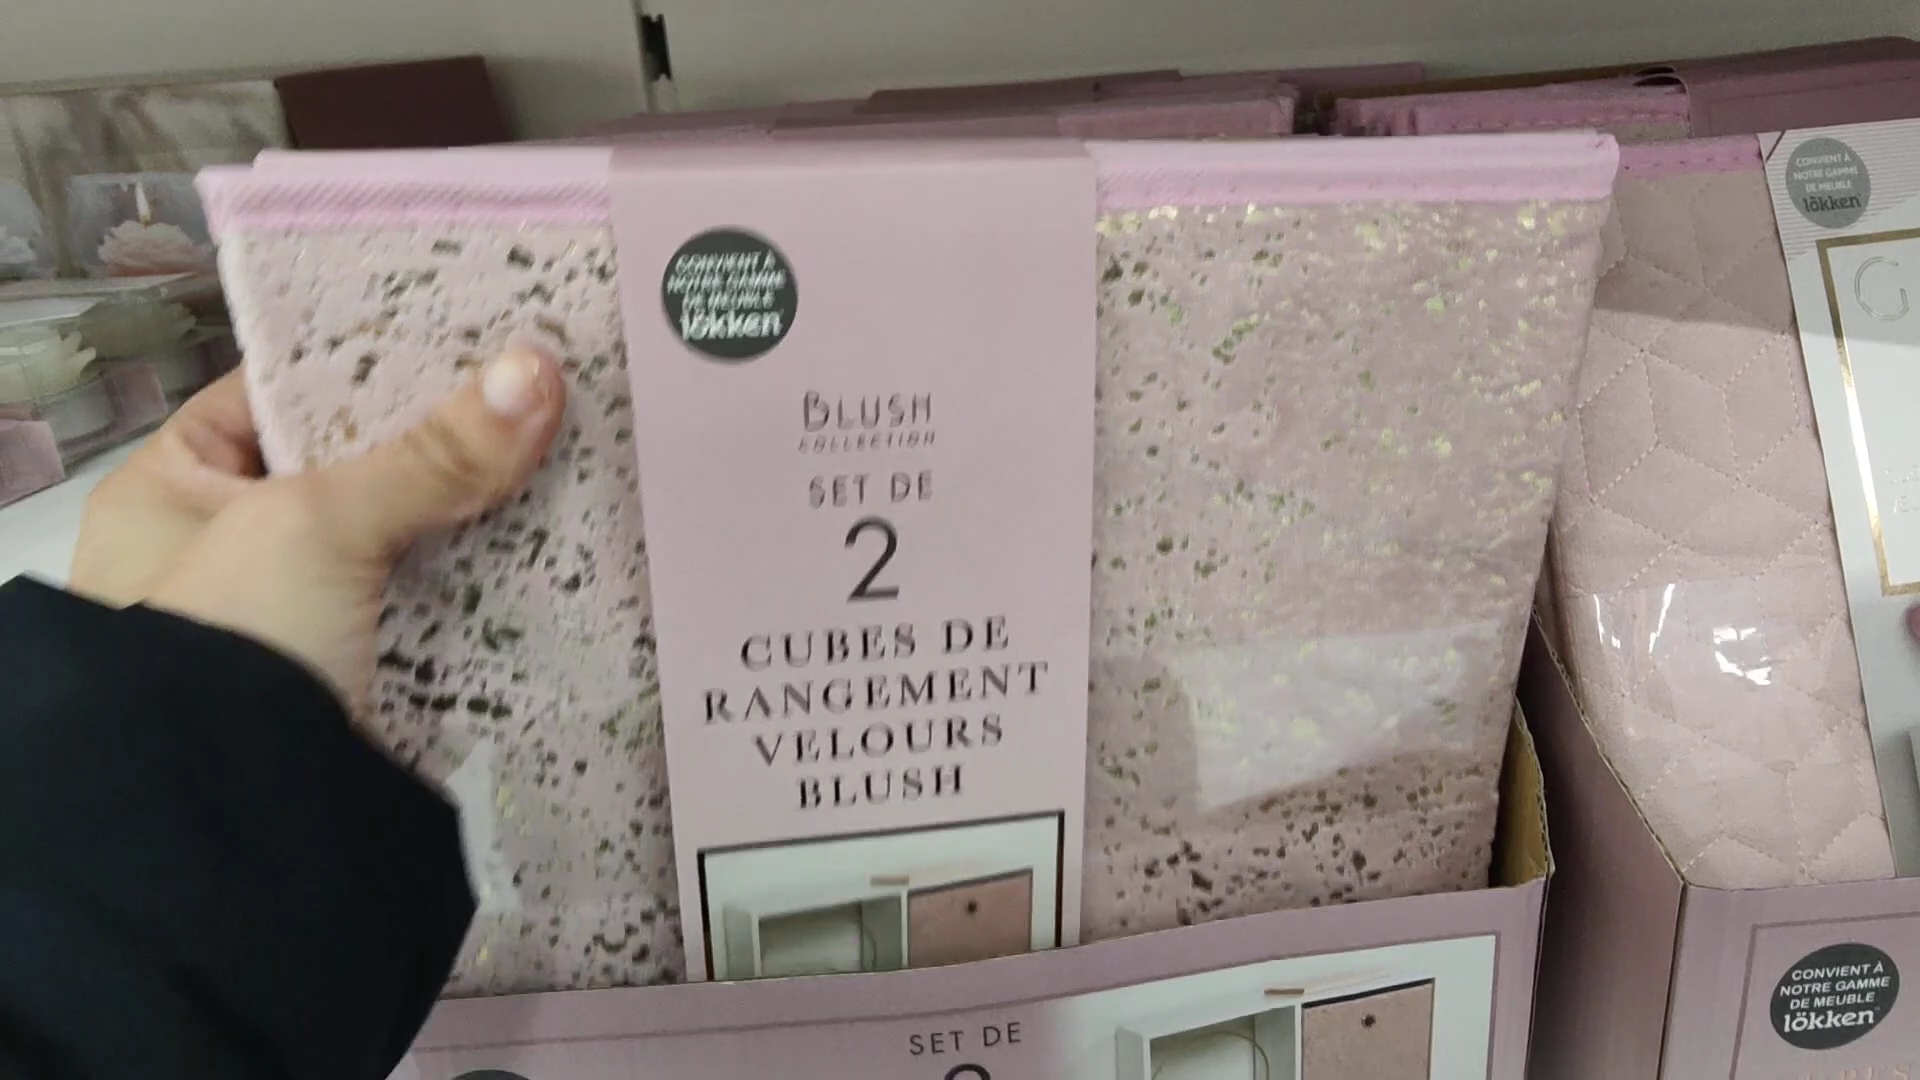 CONVIENT À
NOTRE GAMME
DE MEUBLE
lökken
BLUSH
COLLECTION
SET DE
2
CUBES DE
RANGEMENT
VELOURS
BLUSH
SET DE
CONVIENT À
NOTRE GAMME
DE MEUBLE
lökken
G
CONVIENT À
NOTRE GAMME
DE MEUBLE
lökken